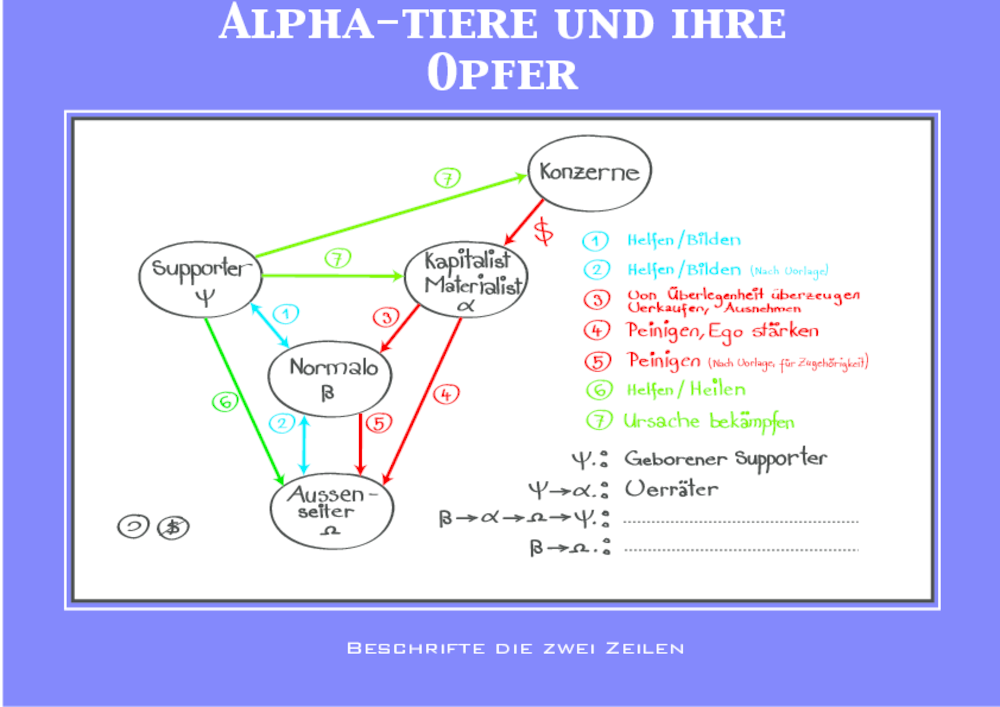 Alpha-tiere und ihre
Opfer
Konzerne
7
$
Supporter
Ψ
7
Kapitalist
Materialist
α
1
3
Normalo
β
6
4
2
5
Aussen-
seiter
Ω
1 Helfen/Bilden
2 Helfen/Bilden (Nach Vorlage)
3 Von Überlegenheit überzeugen
Verkaufen, Ausnehmen
4 Peinigen, Ego stärken
5 Peinigen (Nach Vorlage, für Zugehörigkeit)
6 Helfen/Heilen
7 Ursache bekämpfen
Ψ.: Geborener Supporter
Ψ→α.: Verräter
β→α→Ω→Ψ.: ........................
β→Ω.: ........................
$
Beschrifte die zwei Zeilen